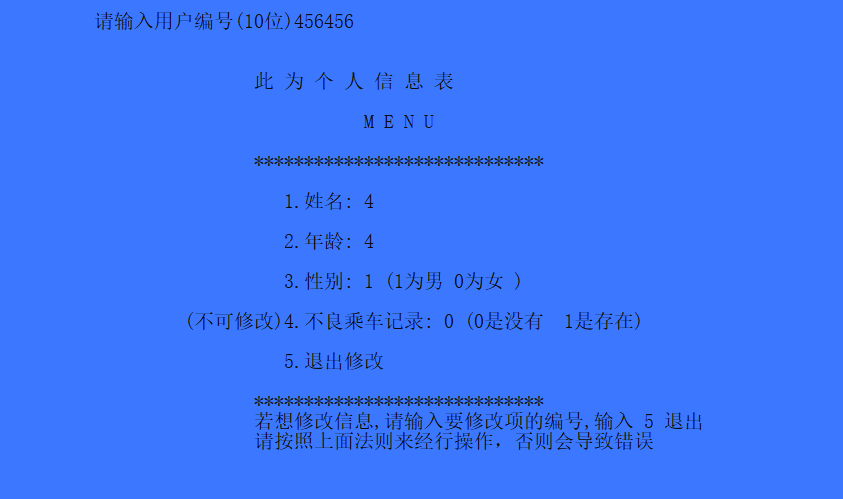 请输入用户编号(10位)456456
此 为 个 人 信 息 表
M E N U
*****************************
1.姓名: 4
2.年龄: 4
3.性别: 1 (1为男 0为女 )
(不可修改)4.不良乘车记录: 0 (0是没有  1是存在)
5.退出修改
*****************************
若想修改信息,请输入要修改项的编号,输入 5 退出
请按照上面法则来经行操作，否则会导致错误